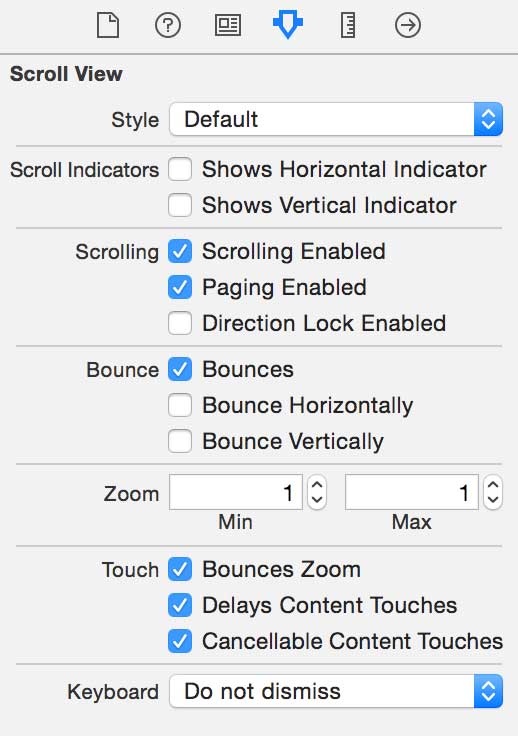 Scroll View
Style Default
Scroll Indicators Shows Horizontal Indicator
Shows Vertical Indicator
Scrolling Scrolling Enabled
Paging Enabled
Direction Lock Enabled
Bounce Bounces
Bounce Horizontally
Bounce Vertically
Zoom 1 1
Min Max
Touch Bounces Zoom
Delays Content Touches
Cancellable Content Touches
Keyboard Do not dismiss